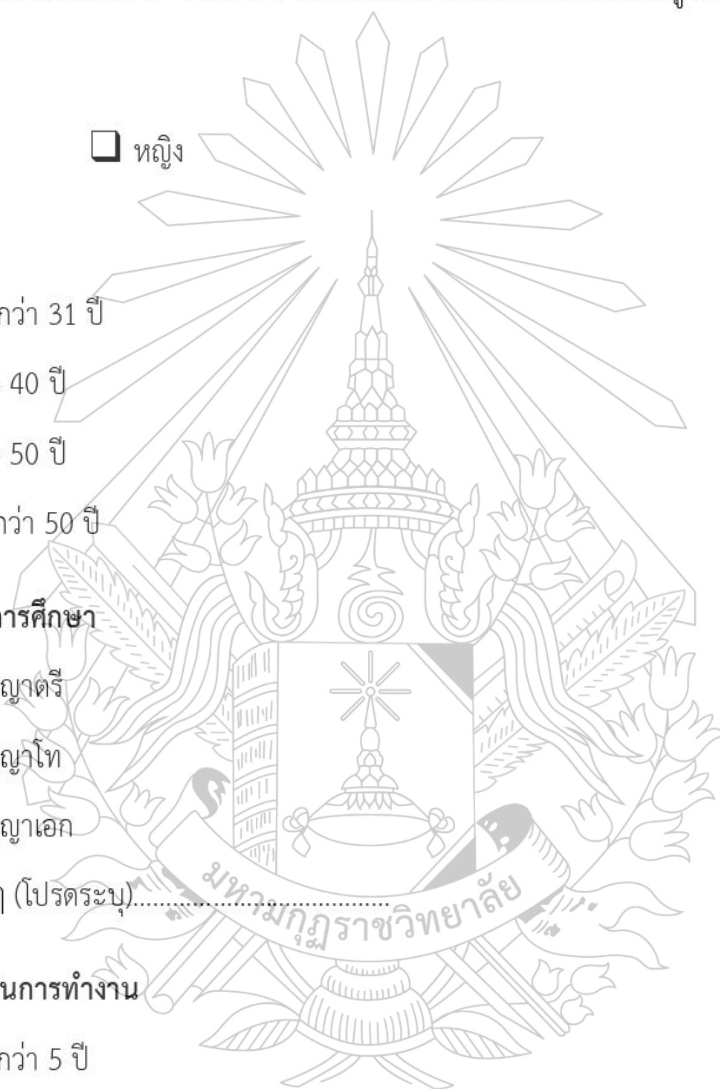 ❑ หญิง
กว่า 31 ปี
40 ปี
50 ปี
กว่า 50 ปี
การศึกษา
ญาตรี
ญาโท
ญาเอก
ๆ (โปรดระบุ)......................................
นการทำงาน
กว่า 5 ปี
มหามกุฏราชวิทยาลัย